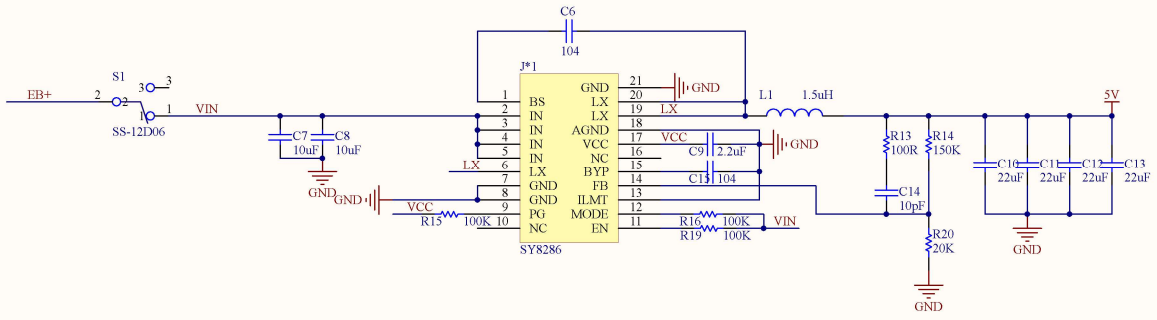 C6
104
J*1
S1
EB+
2
2
3
3
1
1
SS-12D06
VIN
C7
10uF
C8
10uF
GND
GND
LX
VCC
R15
100K
1
2
3
4
5
6
7
8
9
10
BS
IN
IN
IN
IN
LX
GND
GND
PG
NC
GND
LX
LX
AGND
VCC
NC
BYP
FB
ILMT
MODE
EN
21
20
19
18
17
16
15
14
13
12
11
SY8286
GND
LX
VCC
C9
2.2uF
GND
C15
104
R16
100K
R19
100K
VIN
L1
1.5uH
R13
100R
R14
150K
C14
10pF
R20
20K
GND
C10
22uF
C11
22uF
C12
22uF
C13
22uF
5V
GND